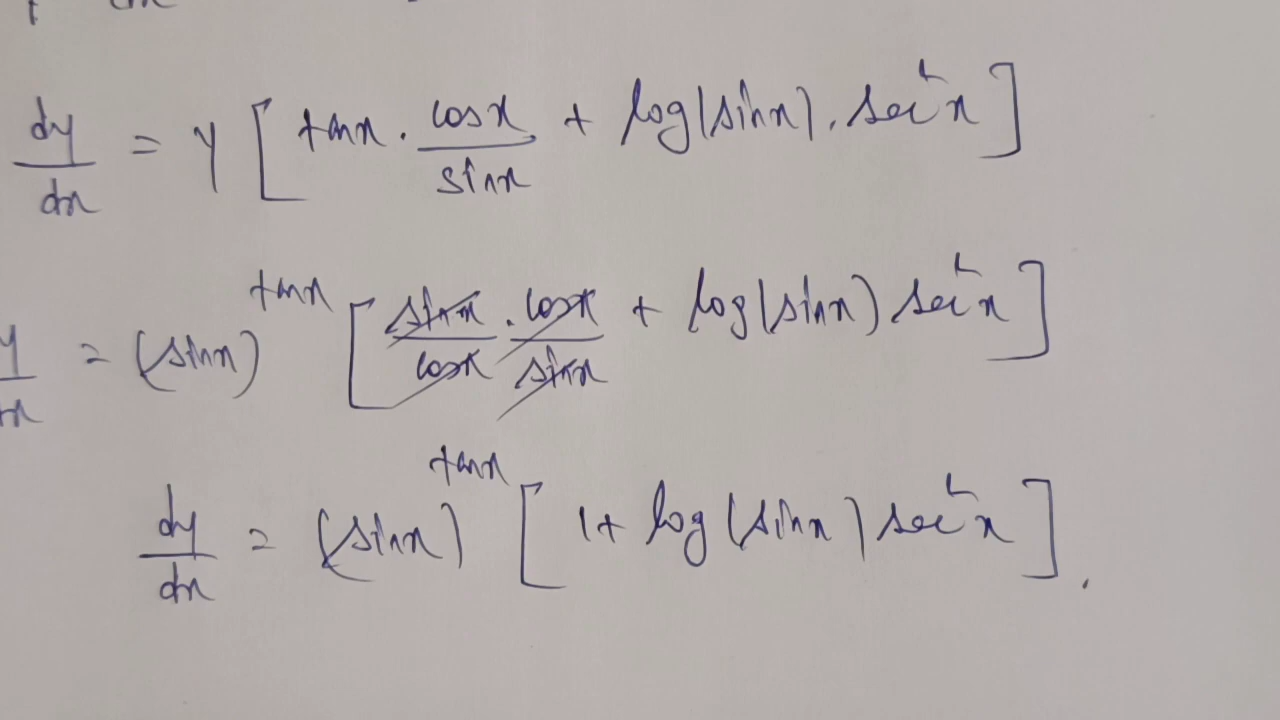 dy/dx = y [ tanx . cosx/sinx + log(sinx) . sec²x ]
y/dx = (sinx)^tanx [ sinx/cosx . cosx/sinx + log(sinx) sec²x ]
dy/dx = (sinx)^tanx [ 1+ log(sinx) sec²x ] .